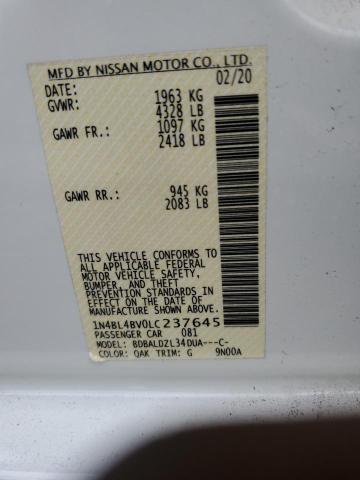 MFD BY NISSAN MOTOR CO., LTD.
DATE: 02/20
GVWR: 1963 KG
4328 LB
GAWR FR.: 1097 KG
2418 LB
GAWR RR.: 945 KG
2083 LB
THIS VEHICLE CONFORMS TO
ALL APPLICABLE U.S. FEDERAL
MOTOR VEHICLE SAFETY,
BUMPER, AND THEFT
PREVENTION STANDARDS
IN EFFECT ON THE DATE OF
MANUFACTURE SHOWN ABOVE.
1N4BL4BV0LC237645
PASSENGER CAR 081
MODEL: BDBALDZL34DUA---C-
COLOR: QAK TRIM: G 9N00A